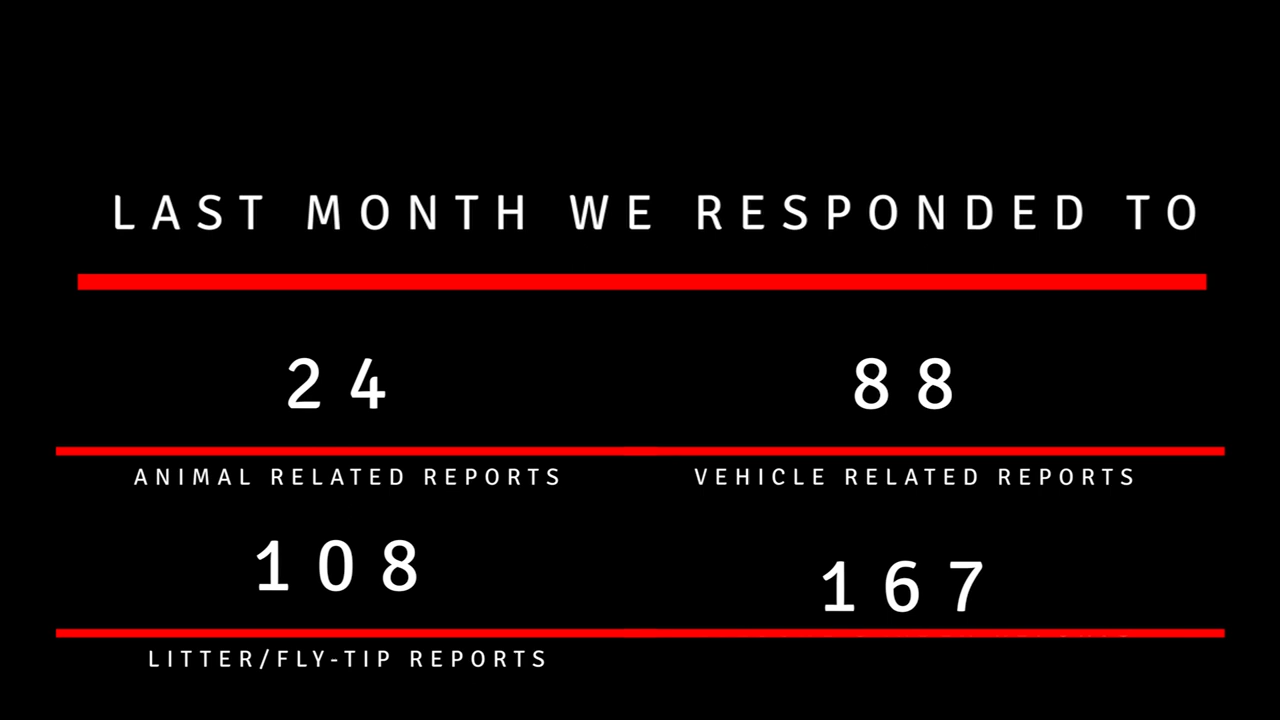 LAST MONTH WE RESPONDED TO
24
88
ANIMAL RELATED REPORTS
VEHICLE RELATED REPORTS
108
167
LITTER/FLY-TIP REPORTS